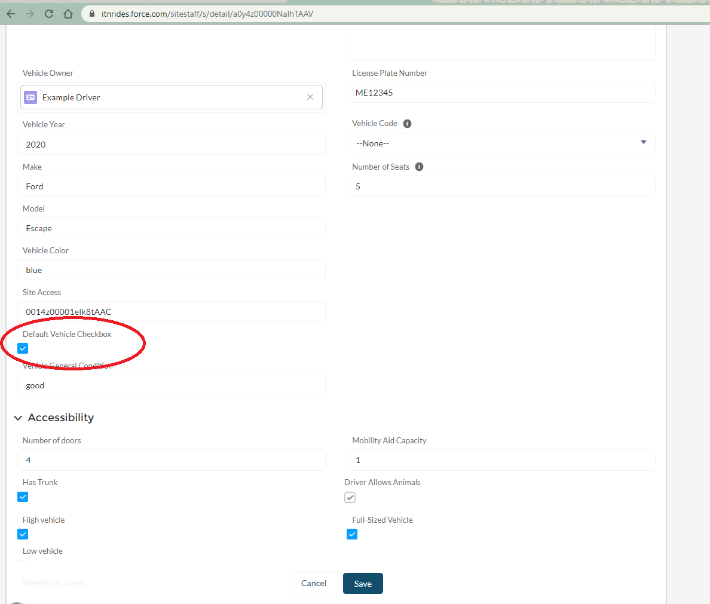 itnrides.force.com/sitestaff/s/detail/a0y4z00000NaIhTAAV
Vehicle Owner
Example Driver
License Plate Number
ME12345
Vehicle Year
2020
Vehicle Code
--None--
Make
Ford
Number of Seats
5
Model
Escape
Vehicle Color
blue
Site Access
0014z00001eIk8tAAC
Default Vehicle Checkbox
Vehicle General Condition
good
Accessibility
Number of doors
4
Mobility Aid Capacity
1
Has Trunk
Driver Allows Animals
High vehicle
Full-Sized Vehicle
Low vehicle
Wheelchair access
Cancel
Save